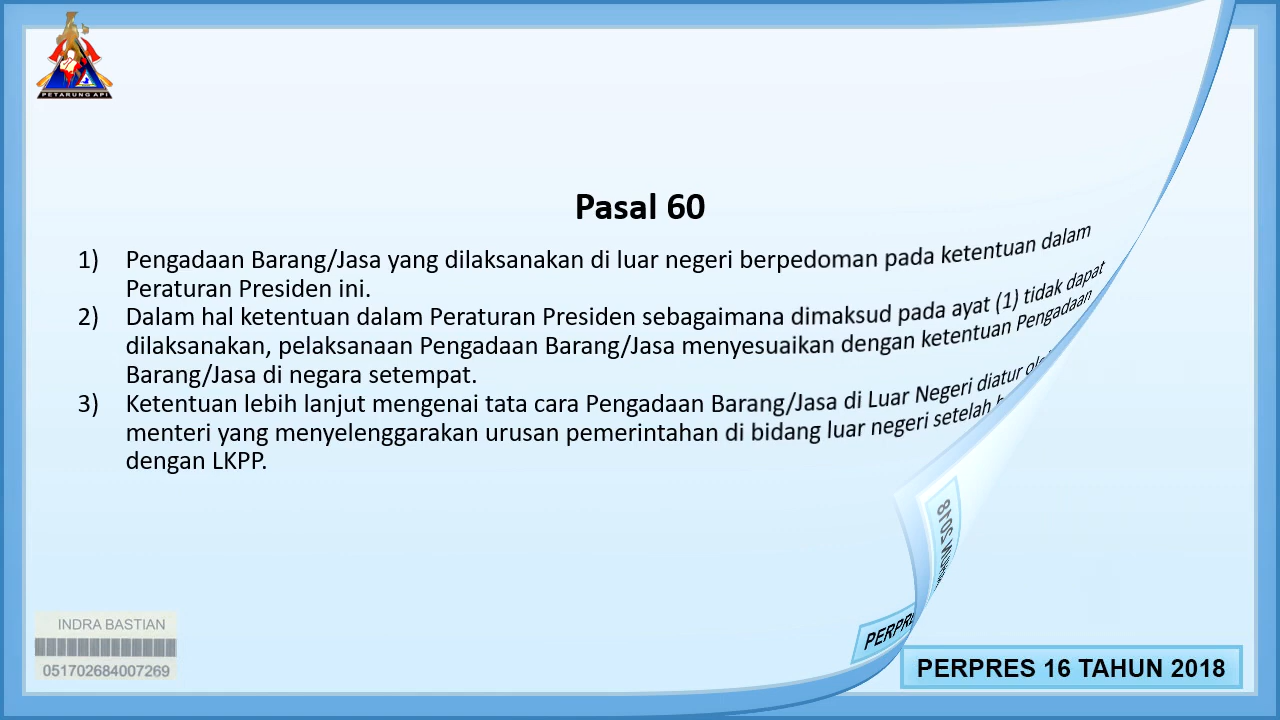 PETARUNG API
Pasal 60
1) Pengadaan Barang/Jasa yang dilaksanakan di luar negeri berpedoman pada ketentuan dalam
Peraturan Presiden ini.
2) Dalam hal ketentuan dalam Peraturan Presiden sebagaimana dimaksud pada ayat (1) tidak dapat
dilaksanakan, pelaksanaan Pengadaan Barang/Jasa menyesuaikan dengan ketentuan Pengadaan
Barang/Jasa di negara setempat.
3) Ketentuan lebih lanjut mengenai tata cara Pengadaan Barang/Jasa di Luar Negeri diatur
menteri yang menyelenggarakan urusan pemerintahan di bidang luar negeri setelah
dengan LKPP.
INDRA BASTIAN
051702684007269
PERPRES 16 TAHUN 2018